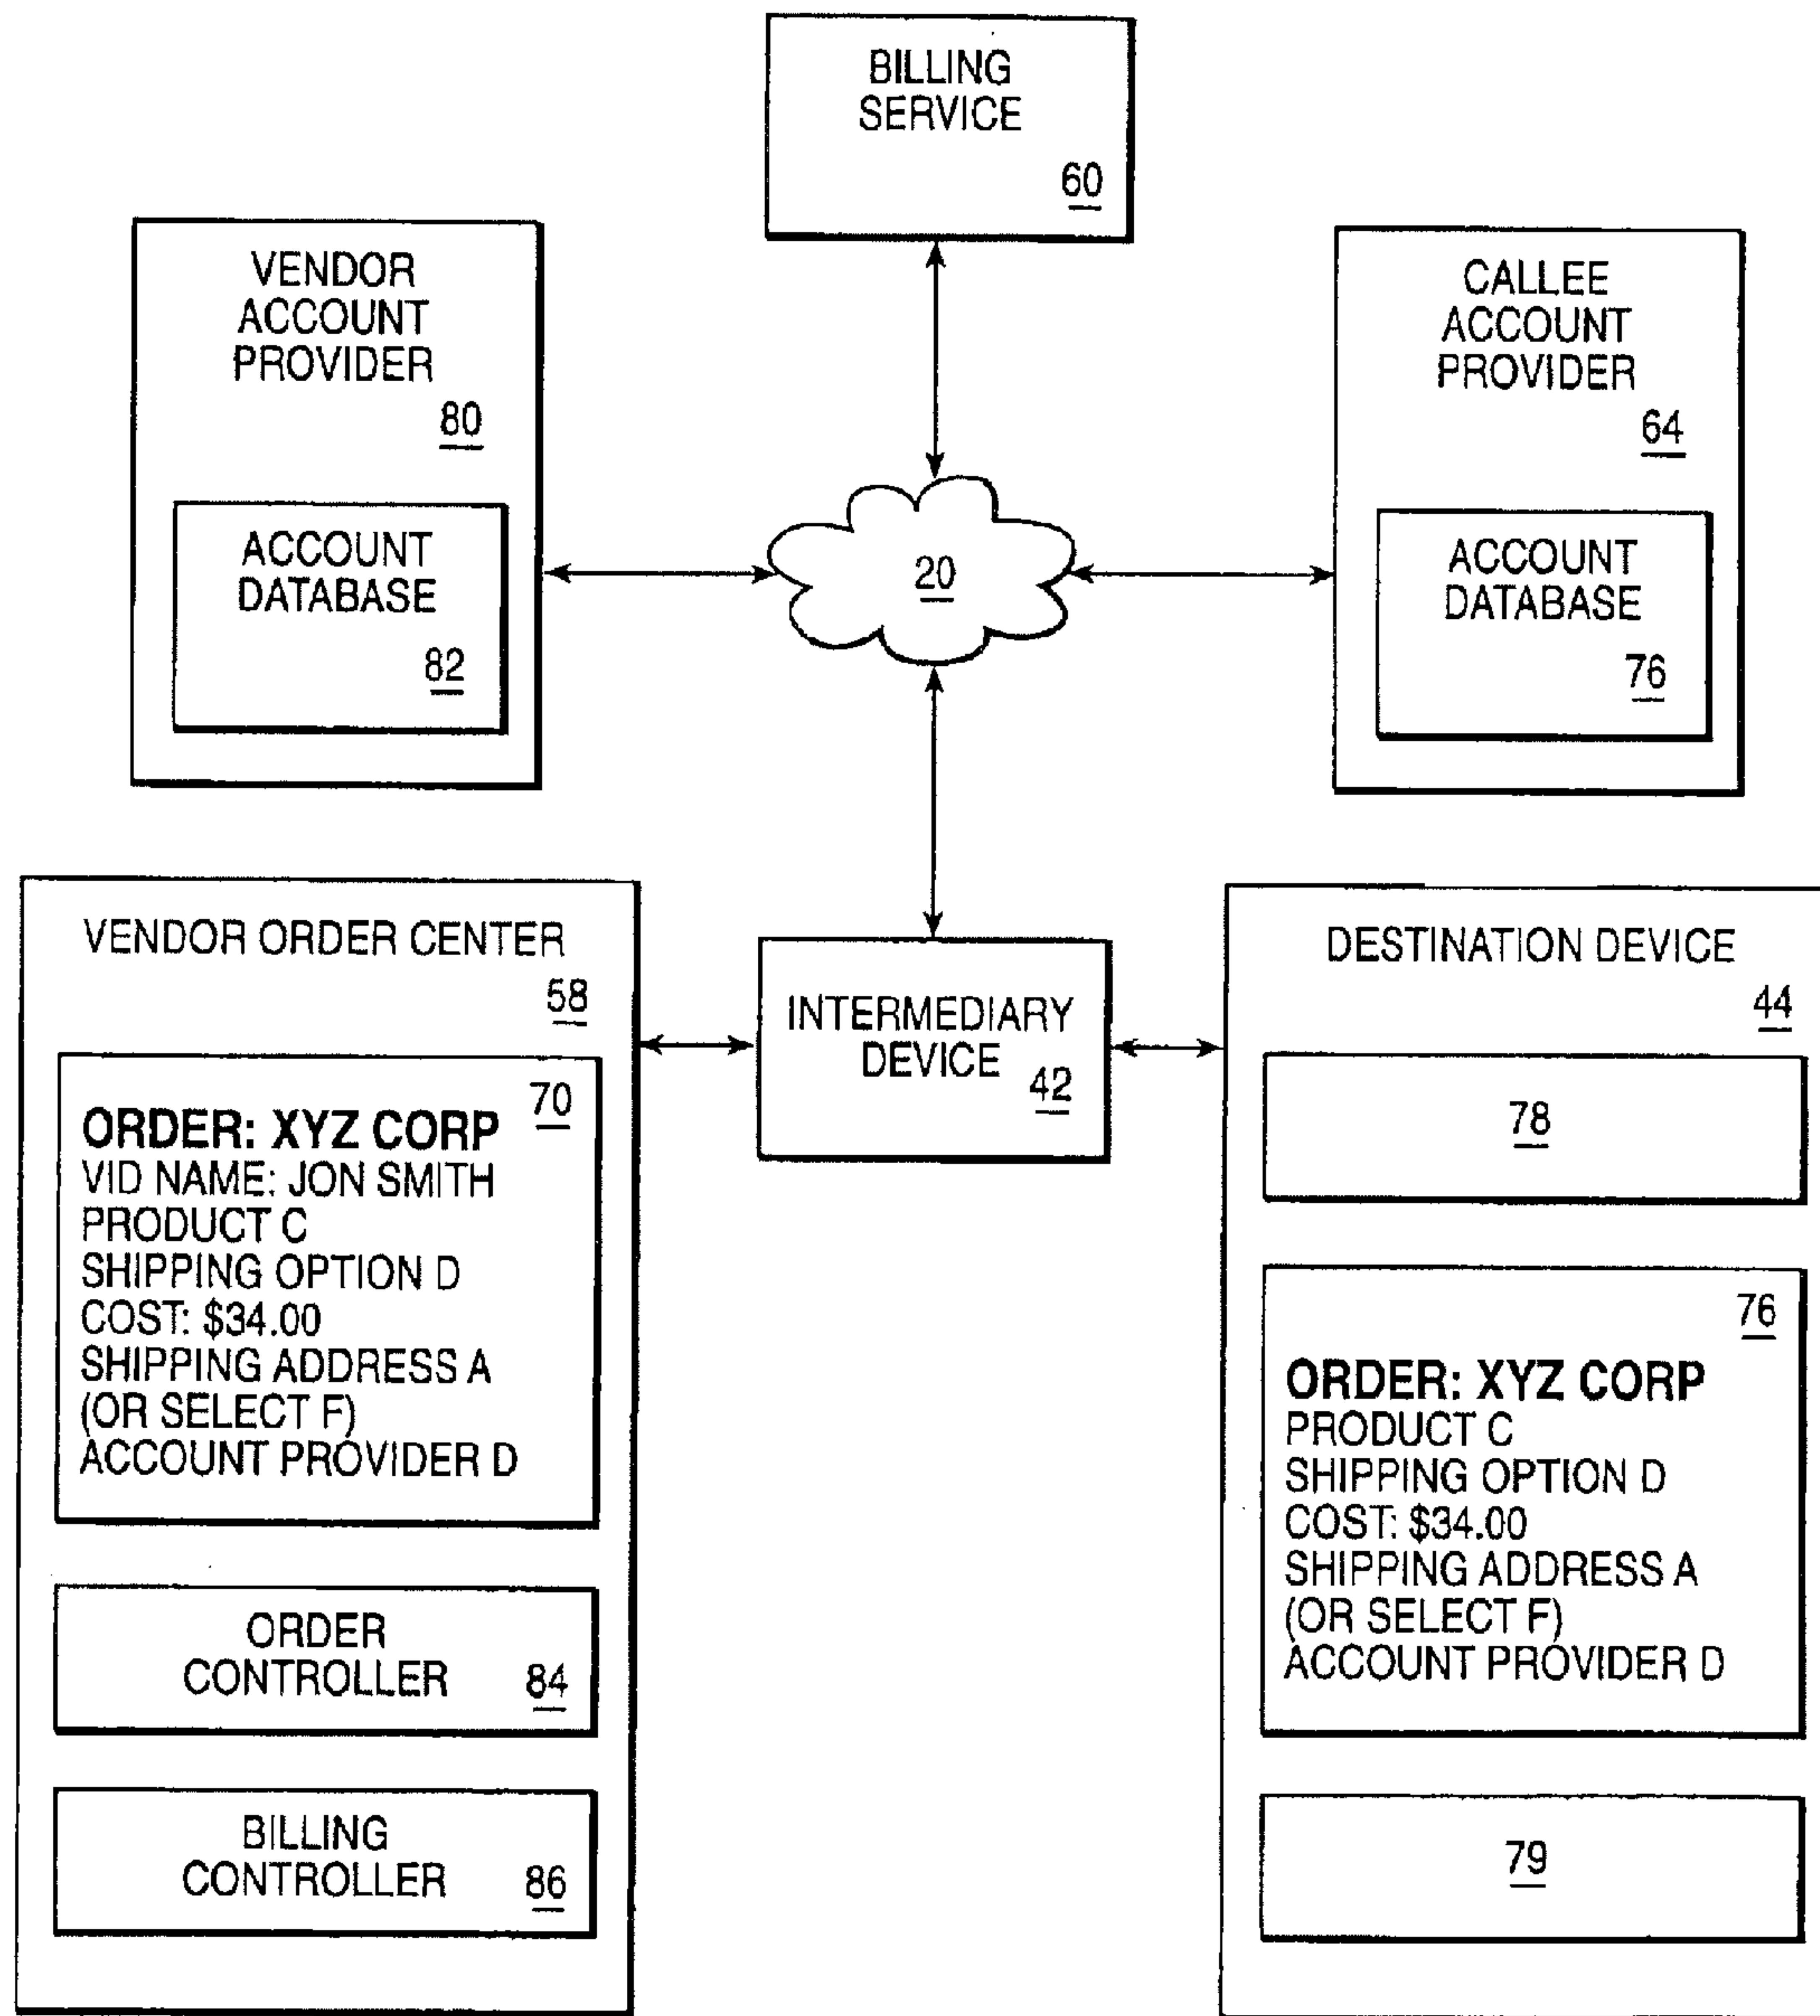 BILLING
SERVICE
60
VENDOR
ACCOUNT
PROVIDER
80
ACCOUNT
DATABASE
82
20
CALLEE
ACCOUNT
PROVIDER
64
ACCOUNT
DATABASE
76
VENDOR ORDER CENTER
58
70
ORDER: XYZ CORP
VID NAME: JON SMITH
PRODUCT C
SHIPPING OPTION D
COST: $34.00
SHIPPING ADDRESS A
(OR SELECT F)
ACCOUNT PROVIDER D
ORDER
CONTROLLER
84
BILLING
CONTROLLER
86
INTERMEDIARY
DEVICE
42
DESTINATION DEVICE
44
78
76
ORDER: XYZ CORP
PRODUCT C
SHIPPING OPTION D
COST: $34.00
SHIPPING ADDRESS A
(OR SELECT F)
ACCOUNT PROVIDER D
79